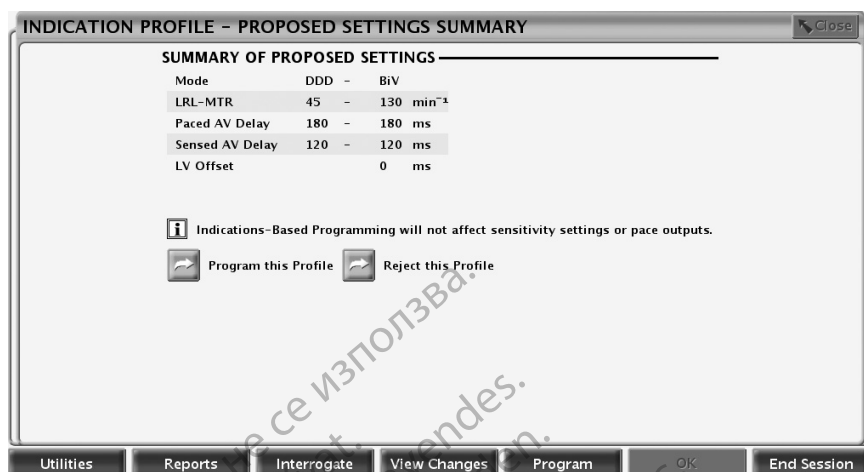 INDICATION PROFILE – PROPOSED SETTINGS SUMMARY
Close
SUMMARY OF PROPOSED SETTINGS
Mode DDD – BiV
LRL-MTR 45 – 130 min⁻¹
Paced AV Delay 180 – 180 ms
Sensed AV Delay 120 – 120 ms
LV Offset 0 ms
i Indications-Based Programming will not affect sensitivity settings or pace outputs.
Program this Profile Reject this Profile
не се използва.
Utilities Reports Interrogate View Changes Program OK End Session